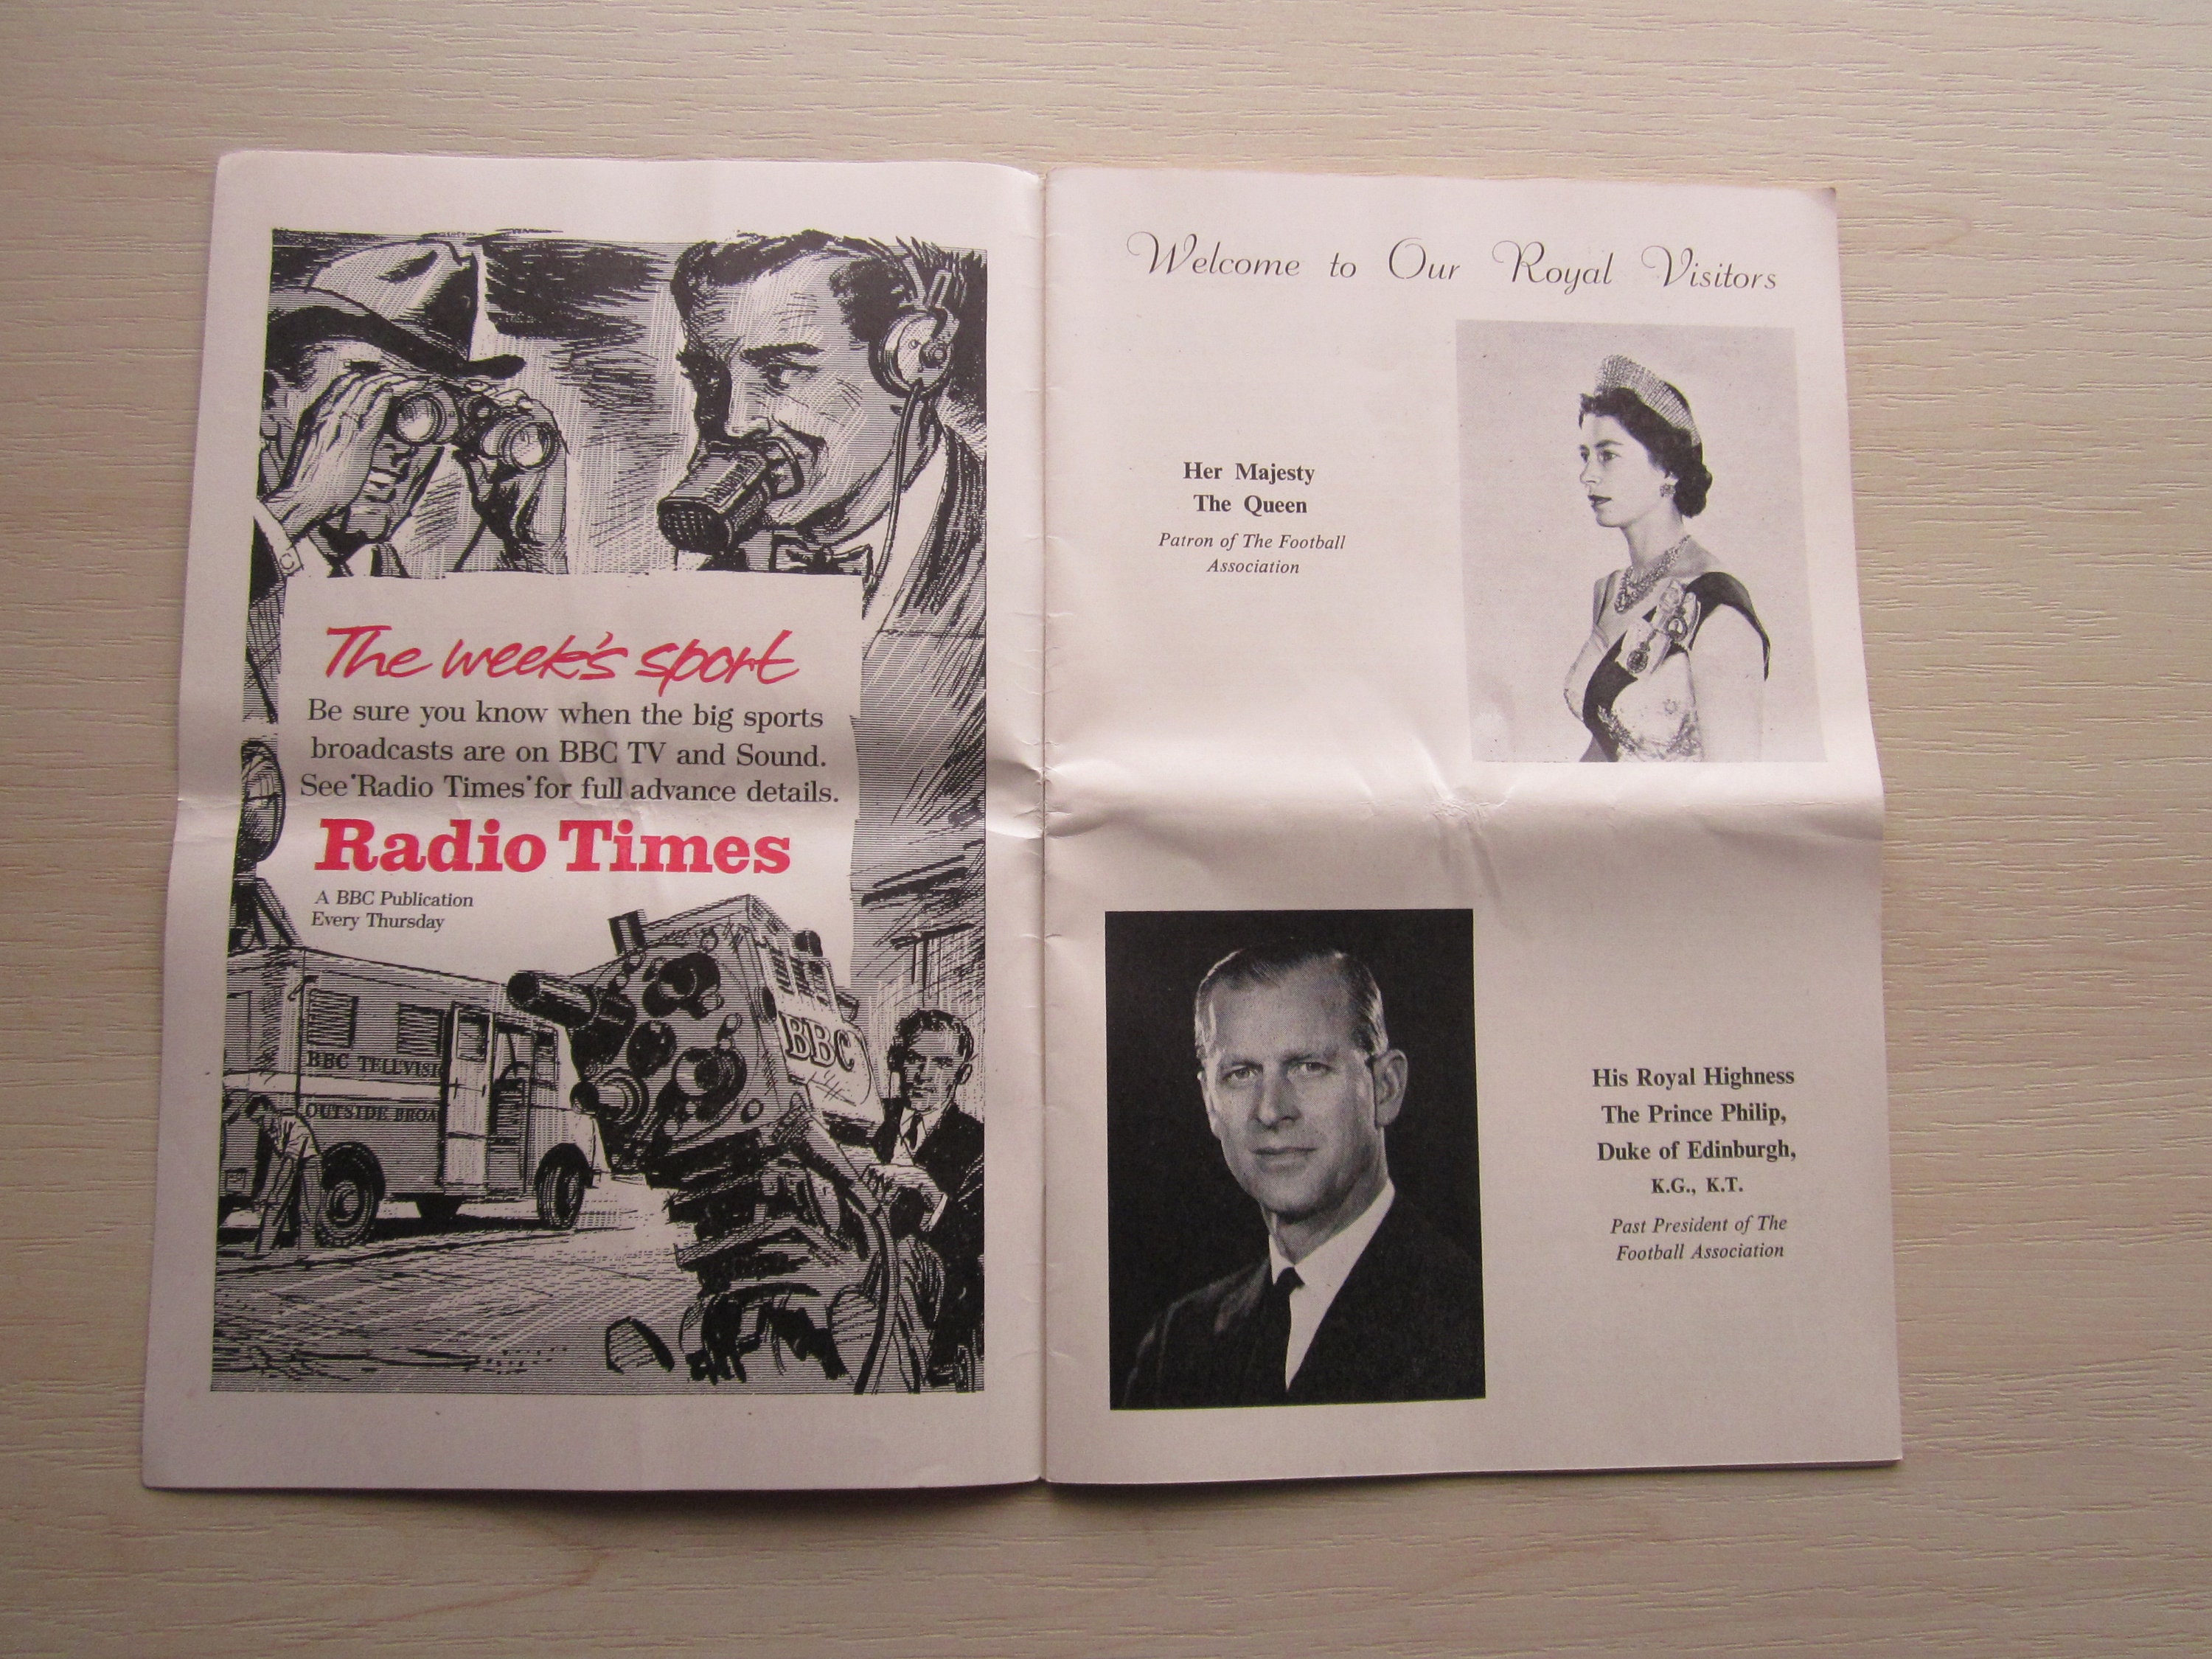 The week's sport
Be sure you know when the big sports
broadcasts are on BBC TV and Sound.
See 'Radio Times' for full advance details.
Radio Times
A BBC Publication
Every Thursday
BBC TELEVISI
OUTSIDE BROA
BBC
Welcome to Our Royal Visitors
Her Majesty
The Queen
Patron of The Football
Association
His Royal Highness
The Prince Philip,
Duke of Edinburgh,
K.G., K.T.
Past President of The
Football Association